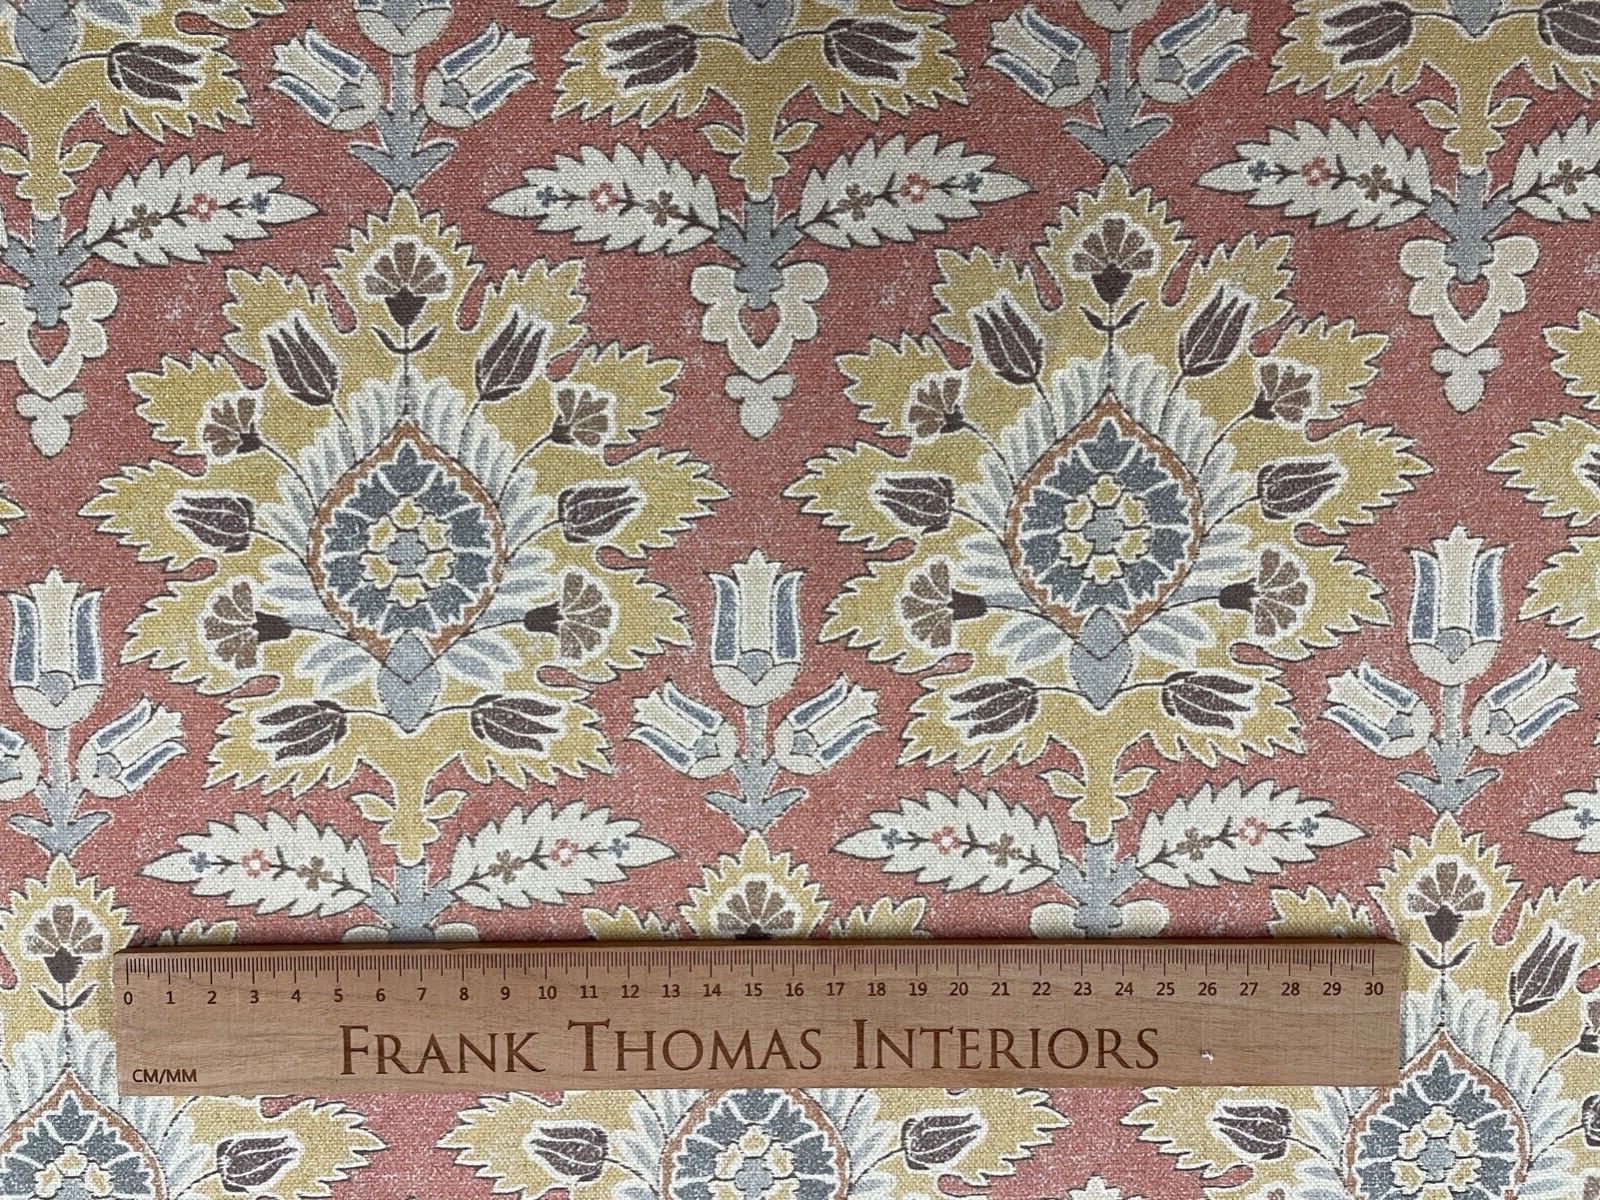 0 1 2 3 4 5 6 7 8 9 10 11 12 13 14 15 16 17 18 19 20 21 22 23 24 25 26 27 28 29 30
FRANK THOMAS INTERIORS
CM/MM